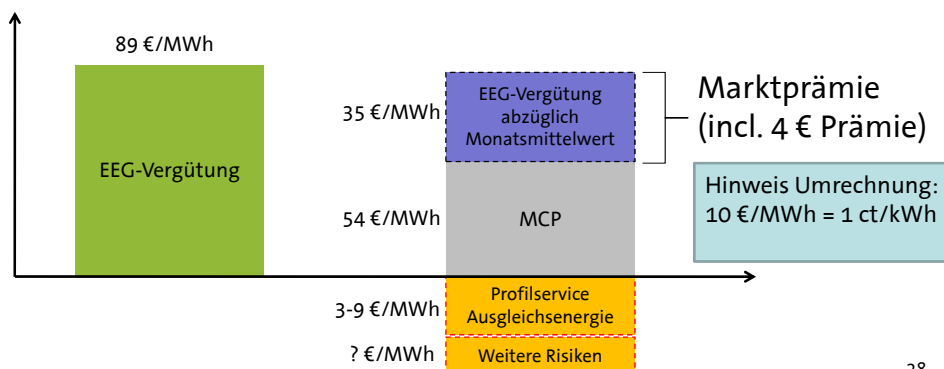 89 €/MWh
EEG-Vergütung
35 €/MWh
EEG-Vergütung
abzüglich
Monatsmittelwert
Marktprämie
(incl. 4 € Prämie)
Hinweis Umrechnung:
10 €/MWh = 1 ct/kWh
54 €/MWh
MCP
3-9 €/MWh
Profilservice
Ausgleichsenergie
? €/MWh
Weitere Risiken